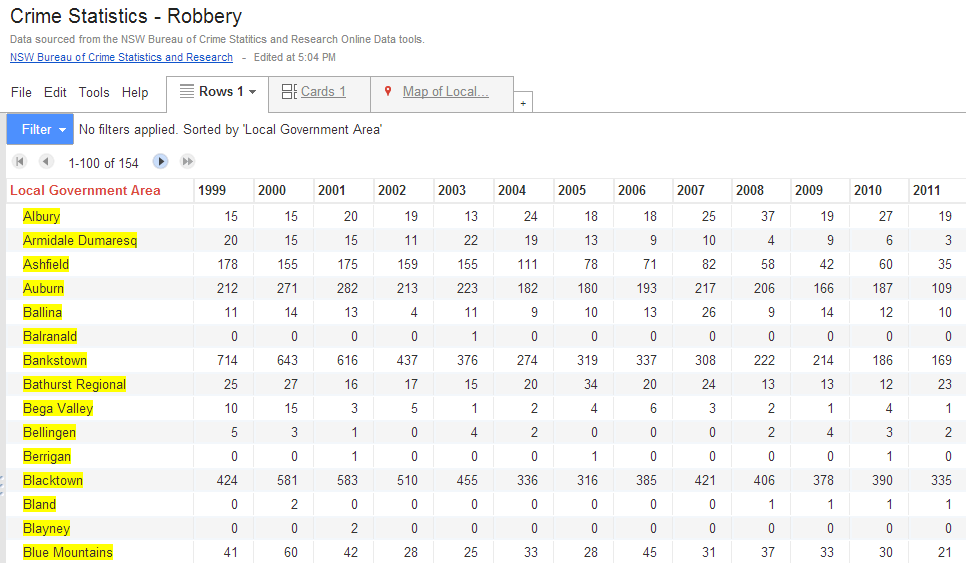 Crime Statistics - Robbery
Data sourced from the NSW Bureau of Crime Statitics and Research Online Data tools.
NSW Bureau of Crime Statistics and Research - Edited at 5:04 PM
File Edit Tools Help Rows 1 Cards 1 Map of Local... +
Filter No filters applied. Sorted by 'Local Government Area'
1-100 of 154
Local Government Area 1999 2000 2001 2002 2003 2004 2005 2006 2007 2008 2009 2010 2011
Albury 15 15 20 19 13 24 18 18 25 37 19 27 19
Armidale Dumaresq 20 15 15 11 22 19 13 9 10 4 9 6 3
Ashfield 178 155 175 159 155 111 78 71 82 58 42 60 35
Auburn 212 271 282 213 223 182 180 193 217 206 166 187 109
Ballina 11 14 13 4 11 9 10 13 26 9 14 12 10
Balranald 0 0 0 0 1 0 0 0 0 0 0 0 0
Bankstown 714 643 616 437 376 274 319 337 308 222 214 186 169
Bathurst Regional 25 27 16 17 15 20 34 20 24 13 13 12 23
Bega Valley 10 15 3 5 1 2 4 6 3 2 1 4 1
Bellingen 5 3 1 0 4 2 0 0 0 2 4 3 2
Berrigan 0 0 1 0 0 0 1 0 0 0 0 1 0
Blacktown 424 581 583 510 455 336 316 385 421 406 378 390 335
Bland 0 2 0 0 0 0 0 0 0 1 1 1 1
Blayney 0 0 2 0 0 0 0 0 0 0 0 0 0
Blue Mountains 41 60 42 28 25 33 28 45 31 37 33 30 21